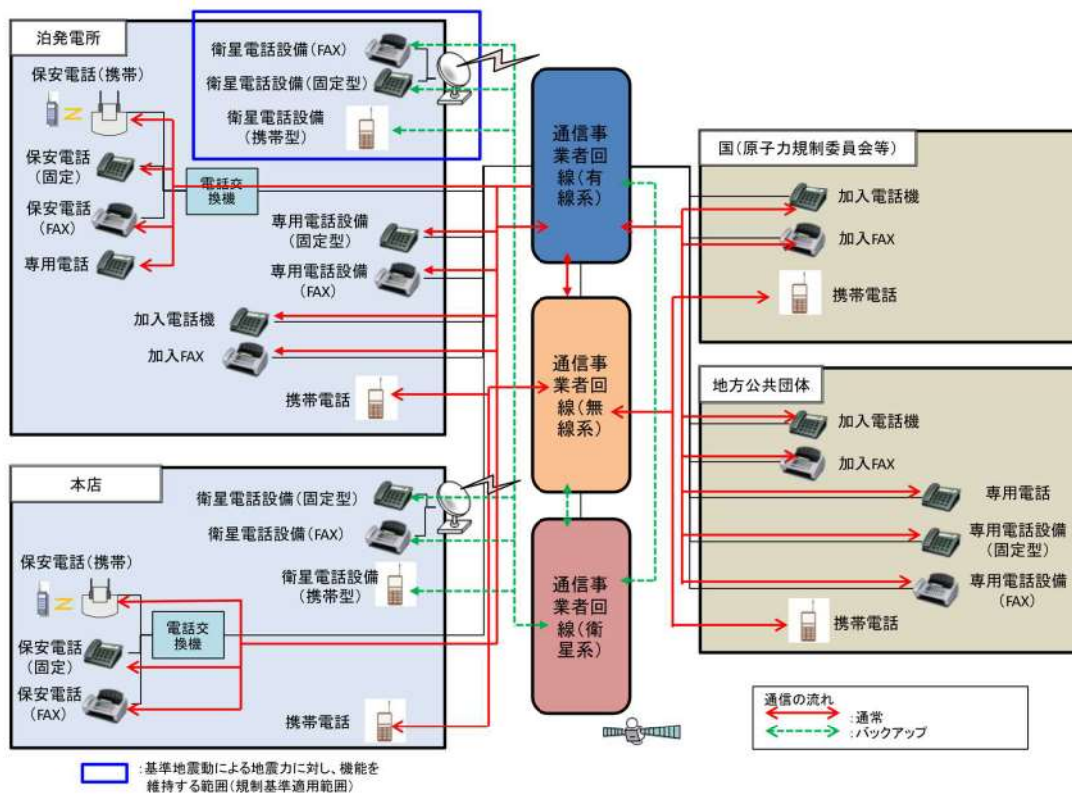 泊発電所
保安電話(携帯)
保安電話
(固定)
保安電話
(FAX)
専用電話
電話交
換機
衛星電話設備(FAX)
衛星電話設備(固定型)
衛星電話設備
(携帯型)
専用電話設備
(固定型)
専用電話設備
(FAX)
加入電話機
加入FAX
携帯電話
本店
保安電話(携帯)
保安電話
(固定)
保安電話
(FAX)
電話交
換機
衛星電話設備(固定型)
衛星電話設備(FAX)
衛星電話設備
(携帯型)
携帯電話
通信事
業者回
線(有
線系)
通信事
業者回
線(無
線系)
通信事
業者回
線(衛
星系)
国(原子力規制委員会等)
加入電話機
加入FAX
携帯電話
地方公共団体
加入電話機
加入FAX
専用電話
専用電話設備
(固定型)
専用電話設備
(FAX)
携帯電話
通信の流れ
:通常
:バックアップ
:基準地震動による地震力に対し、機能を
維持する範囲(規制基準適用範囲)